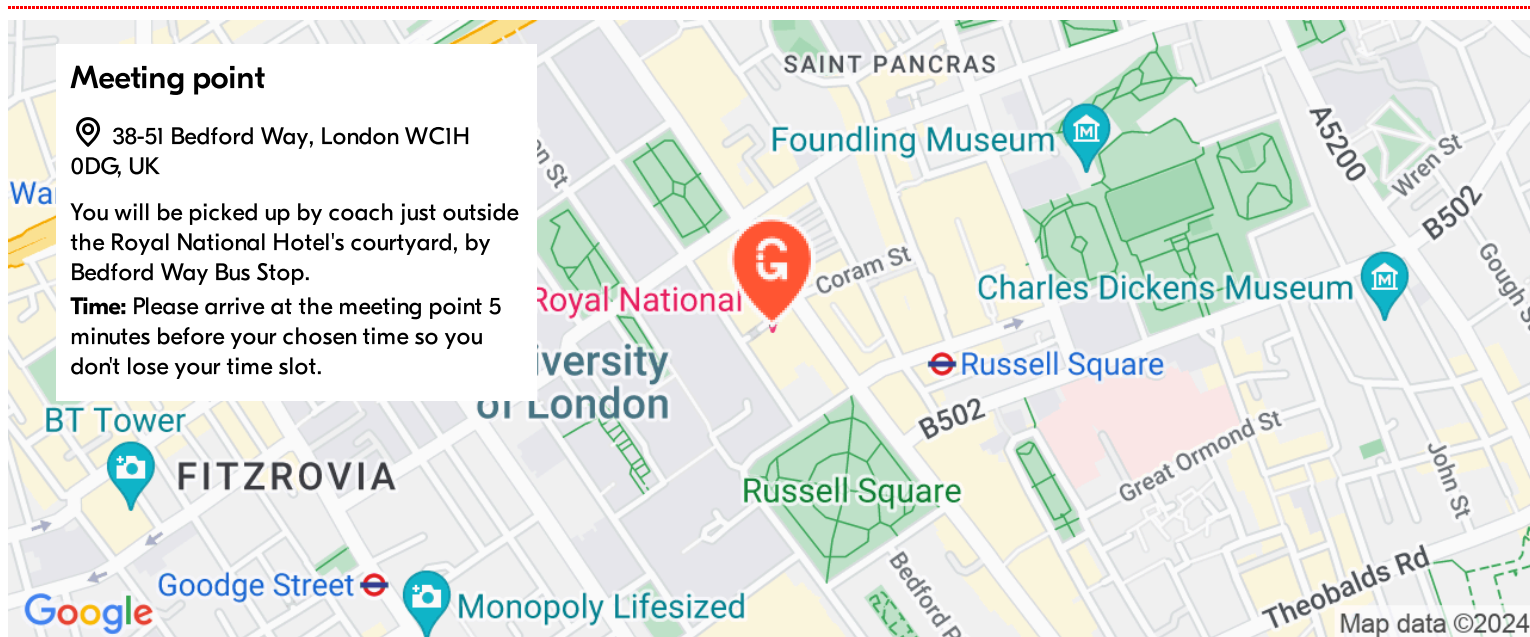 Meeting point
38-51 Bedford Way, London WC1H
0DG, UK
You will be picked up by coach just outside
the Royal National Hotel's courtyard, by
Bedford Way Bus Stop.
Time: Please arrive at the meeting point 5
minutes before your chosen time so you
don't lose your time slot.
SAINT PANCRAS
Foundling Museum
A5200
Wren St
B502
Gough S
Coram St
Charles Dickens Museum
Royal National
G
iversity
of London
Russell Square
B502
BT Tower
FITZROVIA
Russell Square
Great Ormond St
John St
Goodge Street
Monopoly Lifesized
Bedford P
Theobalds Rd
Google
Map data ©2024